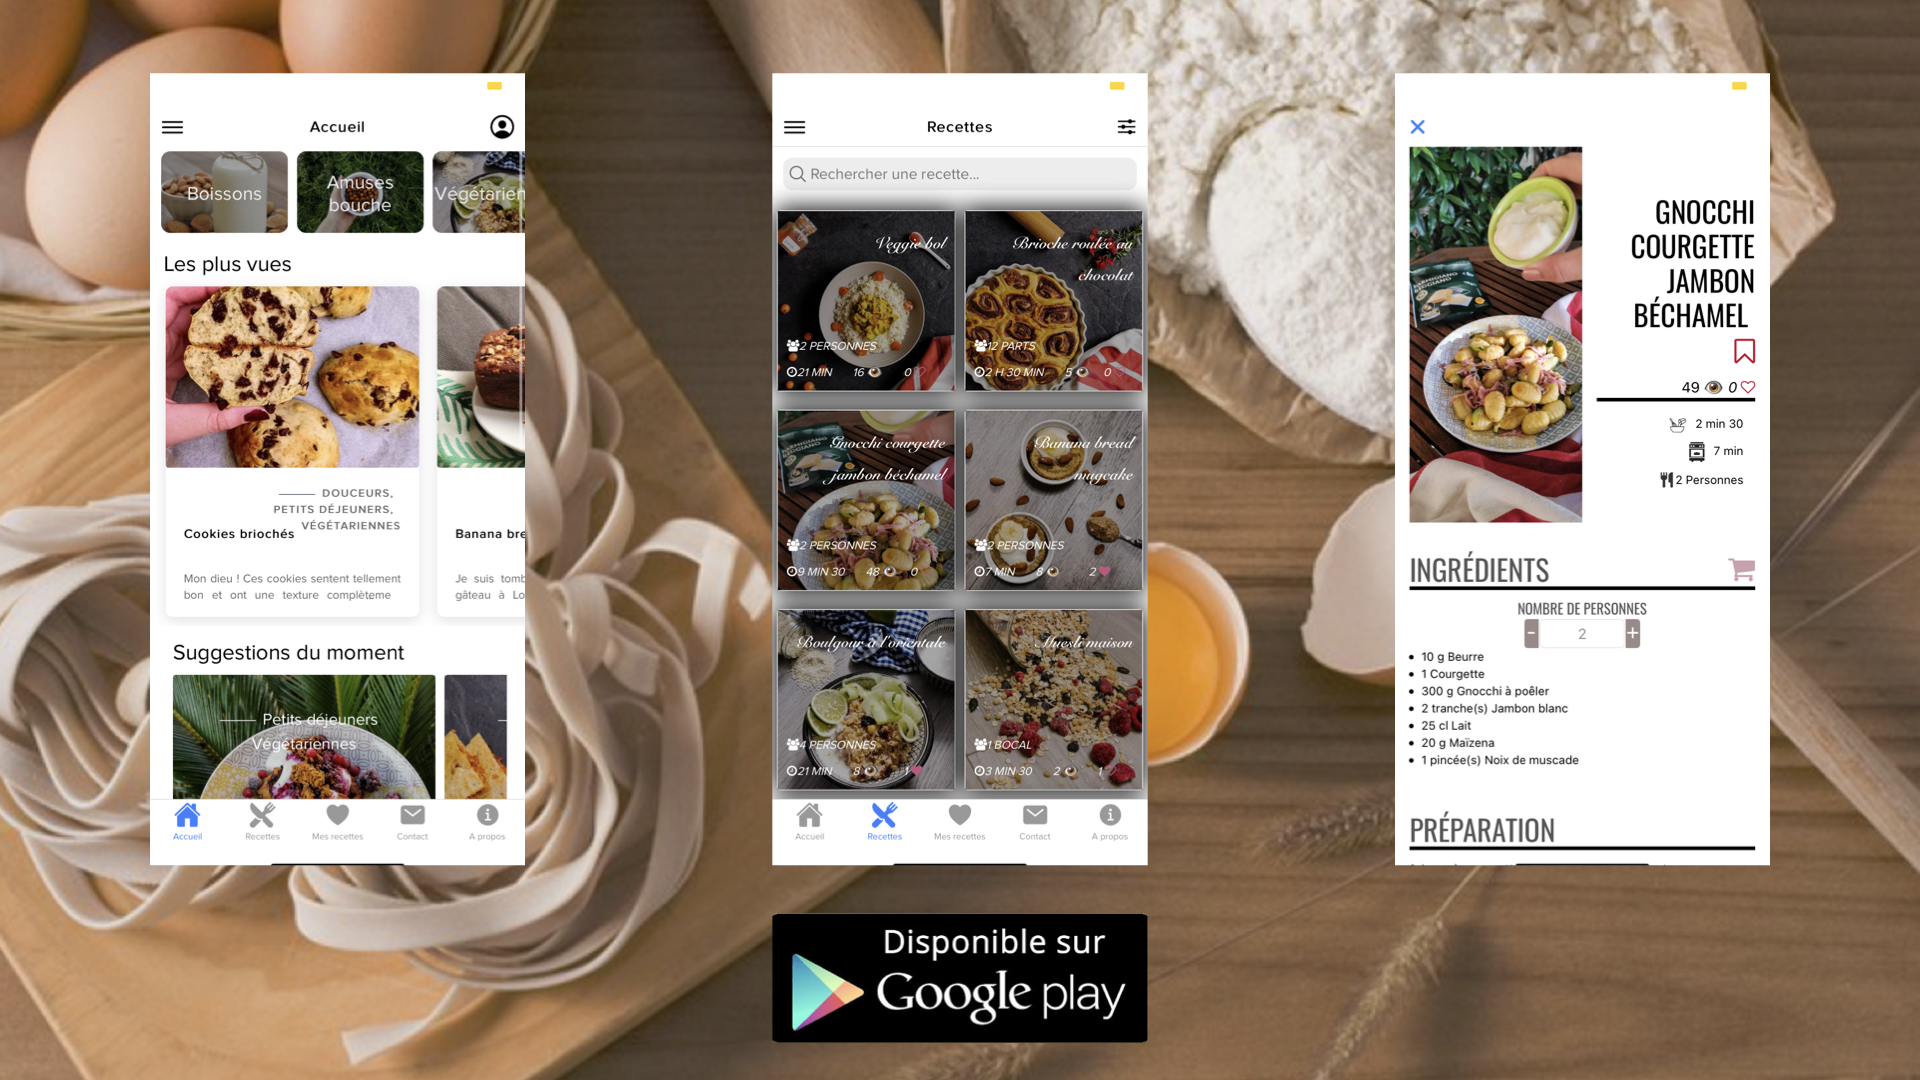 Accueil
Boissons
Amuses
bouche
Végétarien
Les plus vues
DOUCEURS,
PETITS DÉJEUNERS,
VÉGÉTARIENNES
Cookies briochés
Mon dieu ! Ces cookies sentent tellement
bon et ont une texture complèteme
Banana bre
Je suis tomb
gâteau à Lo
Suggestions du moment
Petits déjeuners
Végétariennes
Accueil
Recettes
Mes recettes
Contact
A propos
Recettes
Rechercher une recette...
Veggie bol
2 PERSONNES
21 MIN 16 0
Brioche roulée au
chocolat
12 PARTS
2 H 30 MIN 5 0
Gnocchi courgette
jambon béchamel
2 PERSONNES
9 MIN 30 48 0
Banana bread
mugcake
2 PERSONNES
7 MIN 8 2
Boulgour à l'orientale
4 PERSONNES
21 MIN 8 1
Muesli maison
1 BOCAL
3 MIN 30 2 1
Accueil
Recettes
Mes recettes
Contact
A propos
GNOCCHI
COURGETTE
JAMBON
BÉCHAMEL
49 0
2 min 30
7 min
2 Personnes
INGRÉDIENTS
NOMBRE DE PERSONNES
- 2 +
• 10 g Beurre
• 1 Courgette
• 300 g Gnocchi à poêler
• 2 tranche(s) Jambon blanc
• 25 cl Lait
• 20 g Maïzena
• 1 pincée(s) Noix de muscade
PRÉPARATION
Disponible sur
Google play